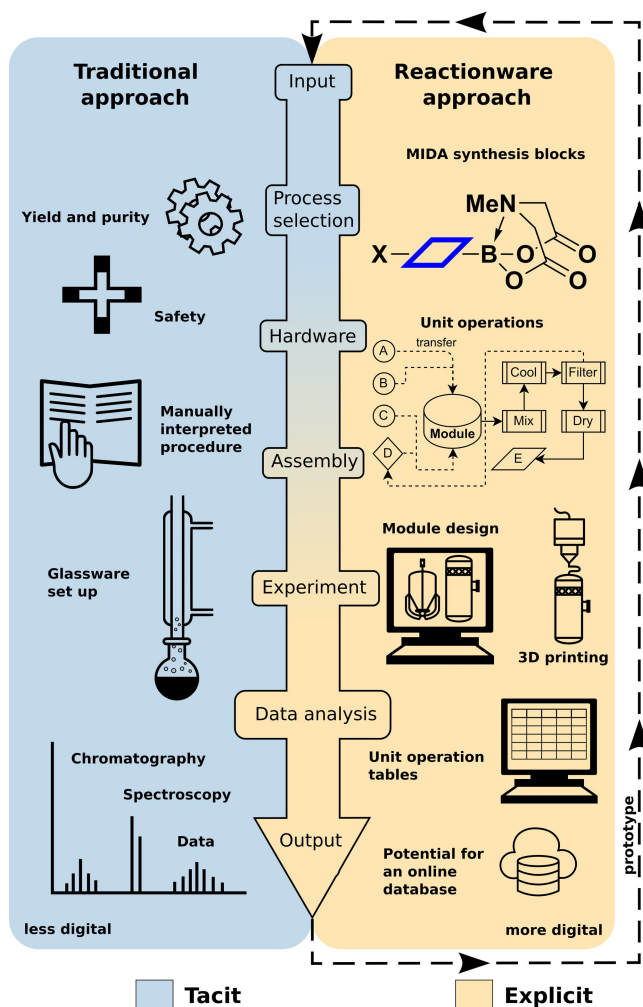 Traditional
approach
Input
Reactionware
approach
MIDA synthesis blocks
Process
selection
Yield and purity
MeN
X
B
O
O
O
O
Safety
Hardware
Unit operations
transfer
A
B
C
D
Module
Cool
Filter
Mix
Dry
E
Manually
interpreted
procedure
Assembly
Glassware
set up
Experiment
Module design
3D printing
Data analysis
Chromatography
Spectroscopy
Data
Unit operation
tables
Output
Potential for
an online
database
prototype
less digital
more digital
Tacit
Explicit